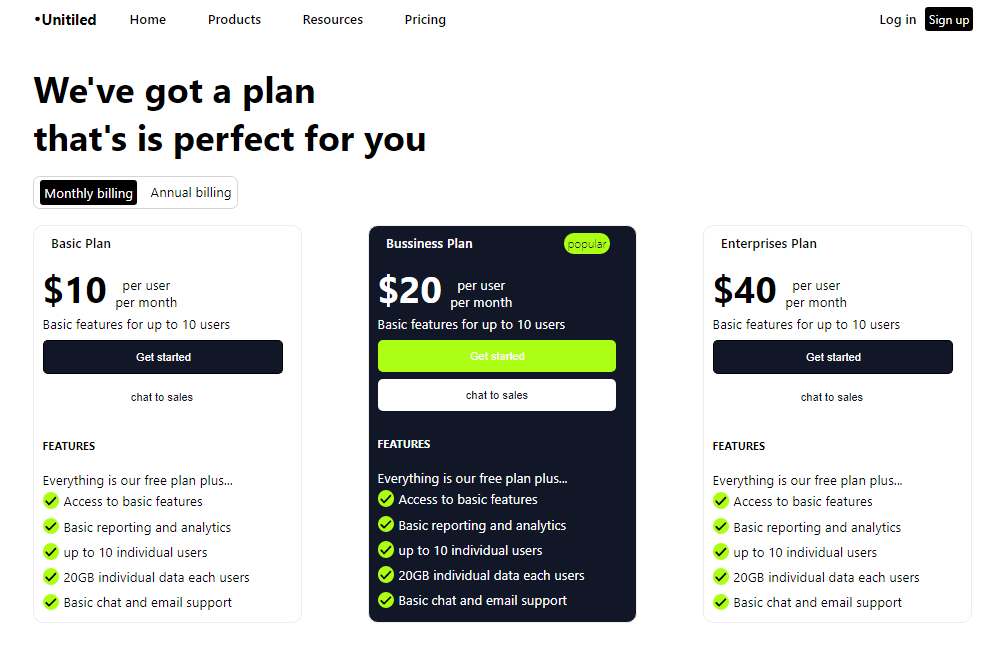 •Unitiled Home Products Resources Pricing Log in Sign up
We've got a plan
that's is perfect for you
Monthly billing Annual billing
Basic Plan
$10 per user
per month
Basic features for up to 10 users
Get started
chat to sales
FEATURES
Everything is our free plan plus...
Access to basic features
Basic reporting and analytics
up to 10 individual users
20GB individual data each users
Basic chat and email support
Bussiness Plan popular
$20 per user
per month
Basic features for up to 10 users
Get started
chat to sales
FEATURES
Everything is our free plan plus...
Access to basic features
Basic reporting and analytics
up to 10 individual users
20GB individual data each users
Basic chat and email support
Enterprises Plan
$40 per user
per month
Basic features for up to 10 users
Get started
chat to sales
FEATURES
Everything is our free plan plus...
Access to basic features
Basic reporting and analytics
up to 10 individual users
20GB individual data each users
Basic chat and email support